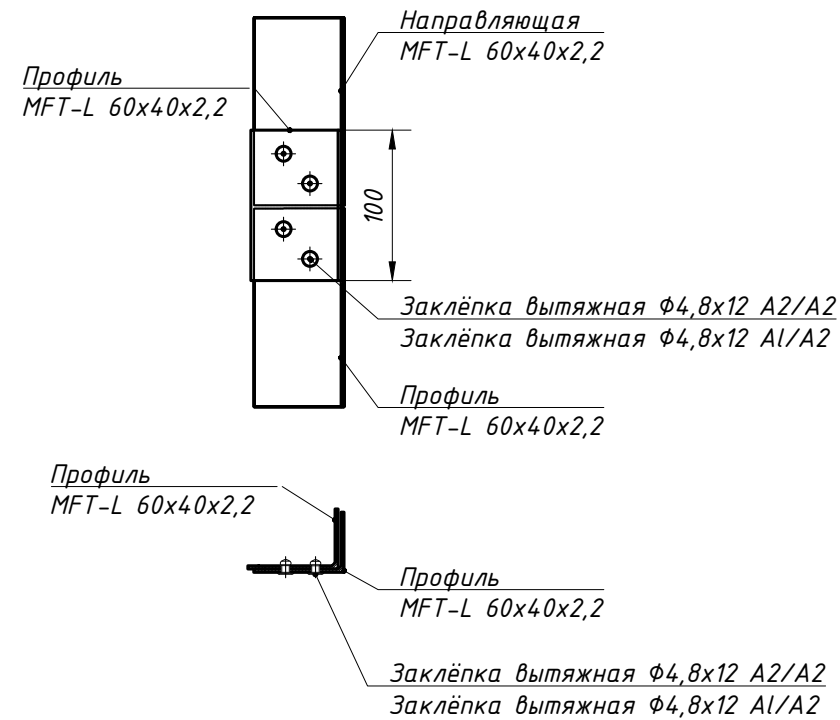 Направляющая
MFT-L 60x40x2,2
Профиль
MFT-L 60x40x2,2
100
Заклёпка вытяжная Ф4,8x12 A2/A2
Заклёпка вытяжная Ф4,8x12 Al/A2
Профиль
MFT-L 60x40x2,2
Профиль
MFT-L 60x40x2,2
Профиль
MFT-L 60x40x2,2
Заклёпка вытяжная Ф4,8x12 A2/A2
Заклёпка вытяжная Ф4,8x12 Al/A2